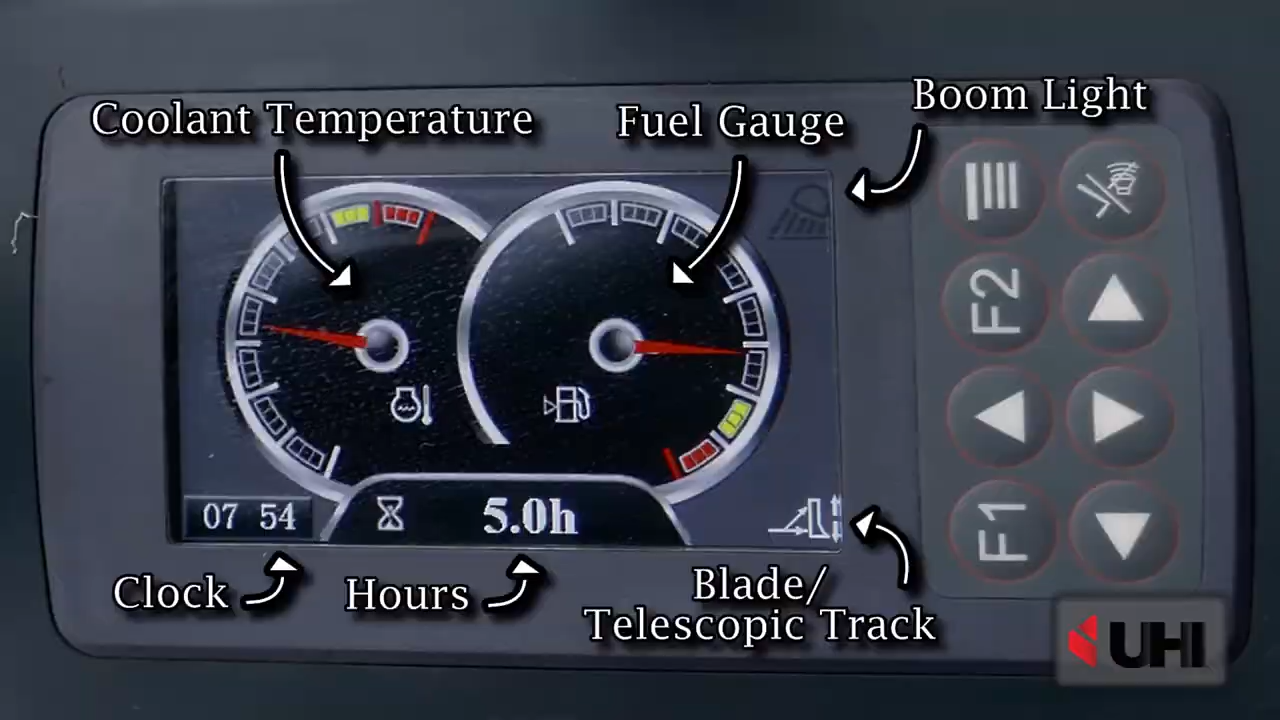 Boom Light
Coolant Temperature
Fuel Gauge
F2
07 54
5.0h
F1
Clock
Hours
Blade/
Telescopic Track
UHI